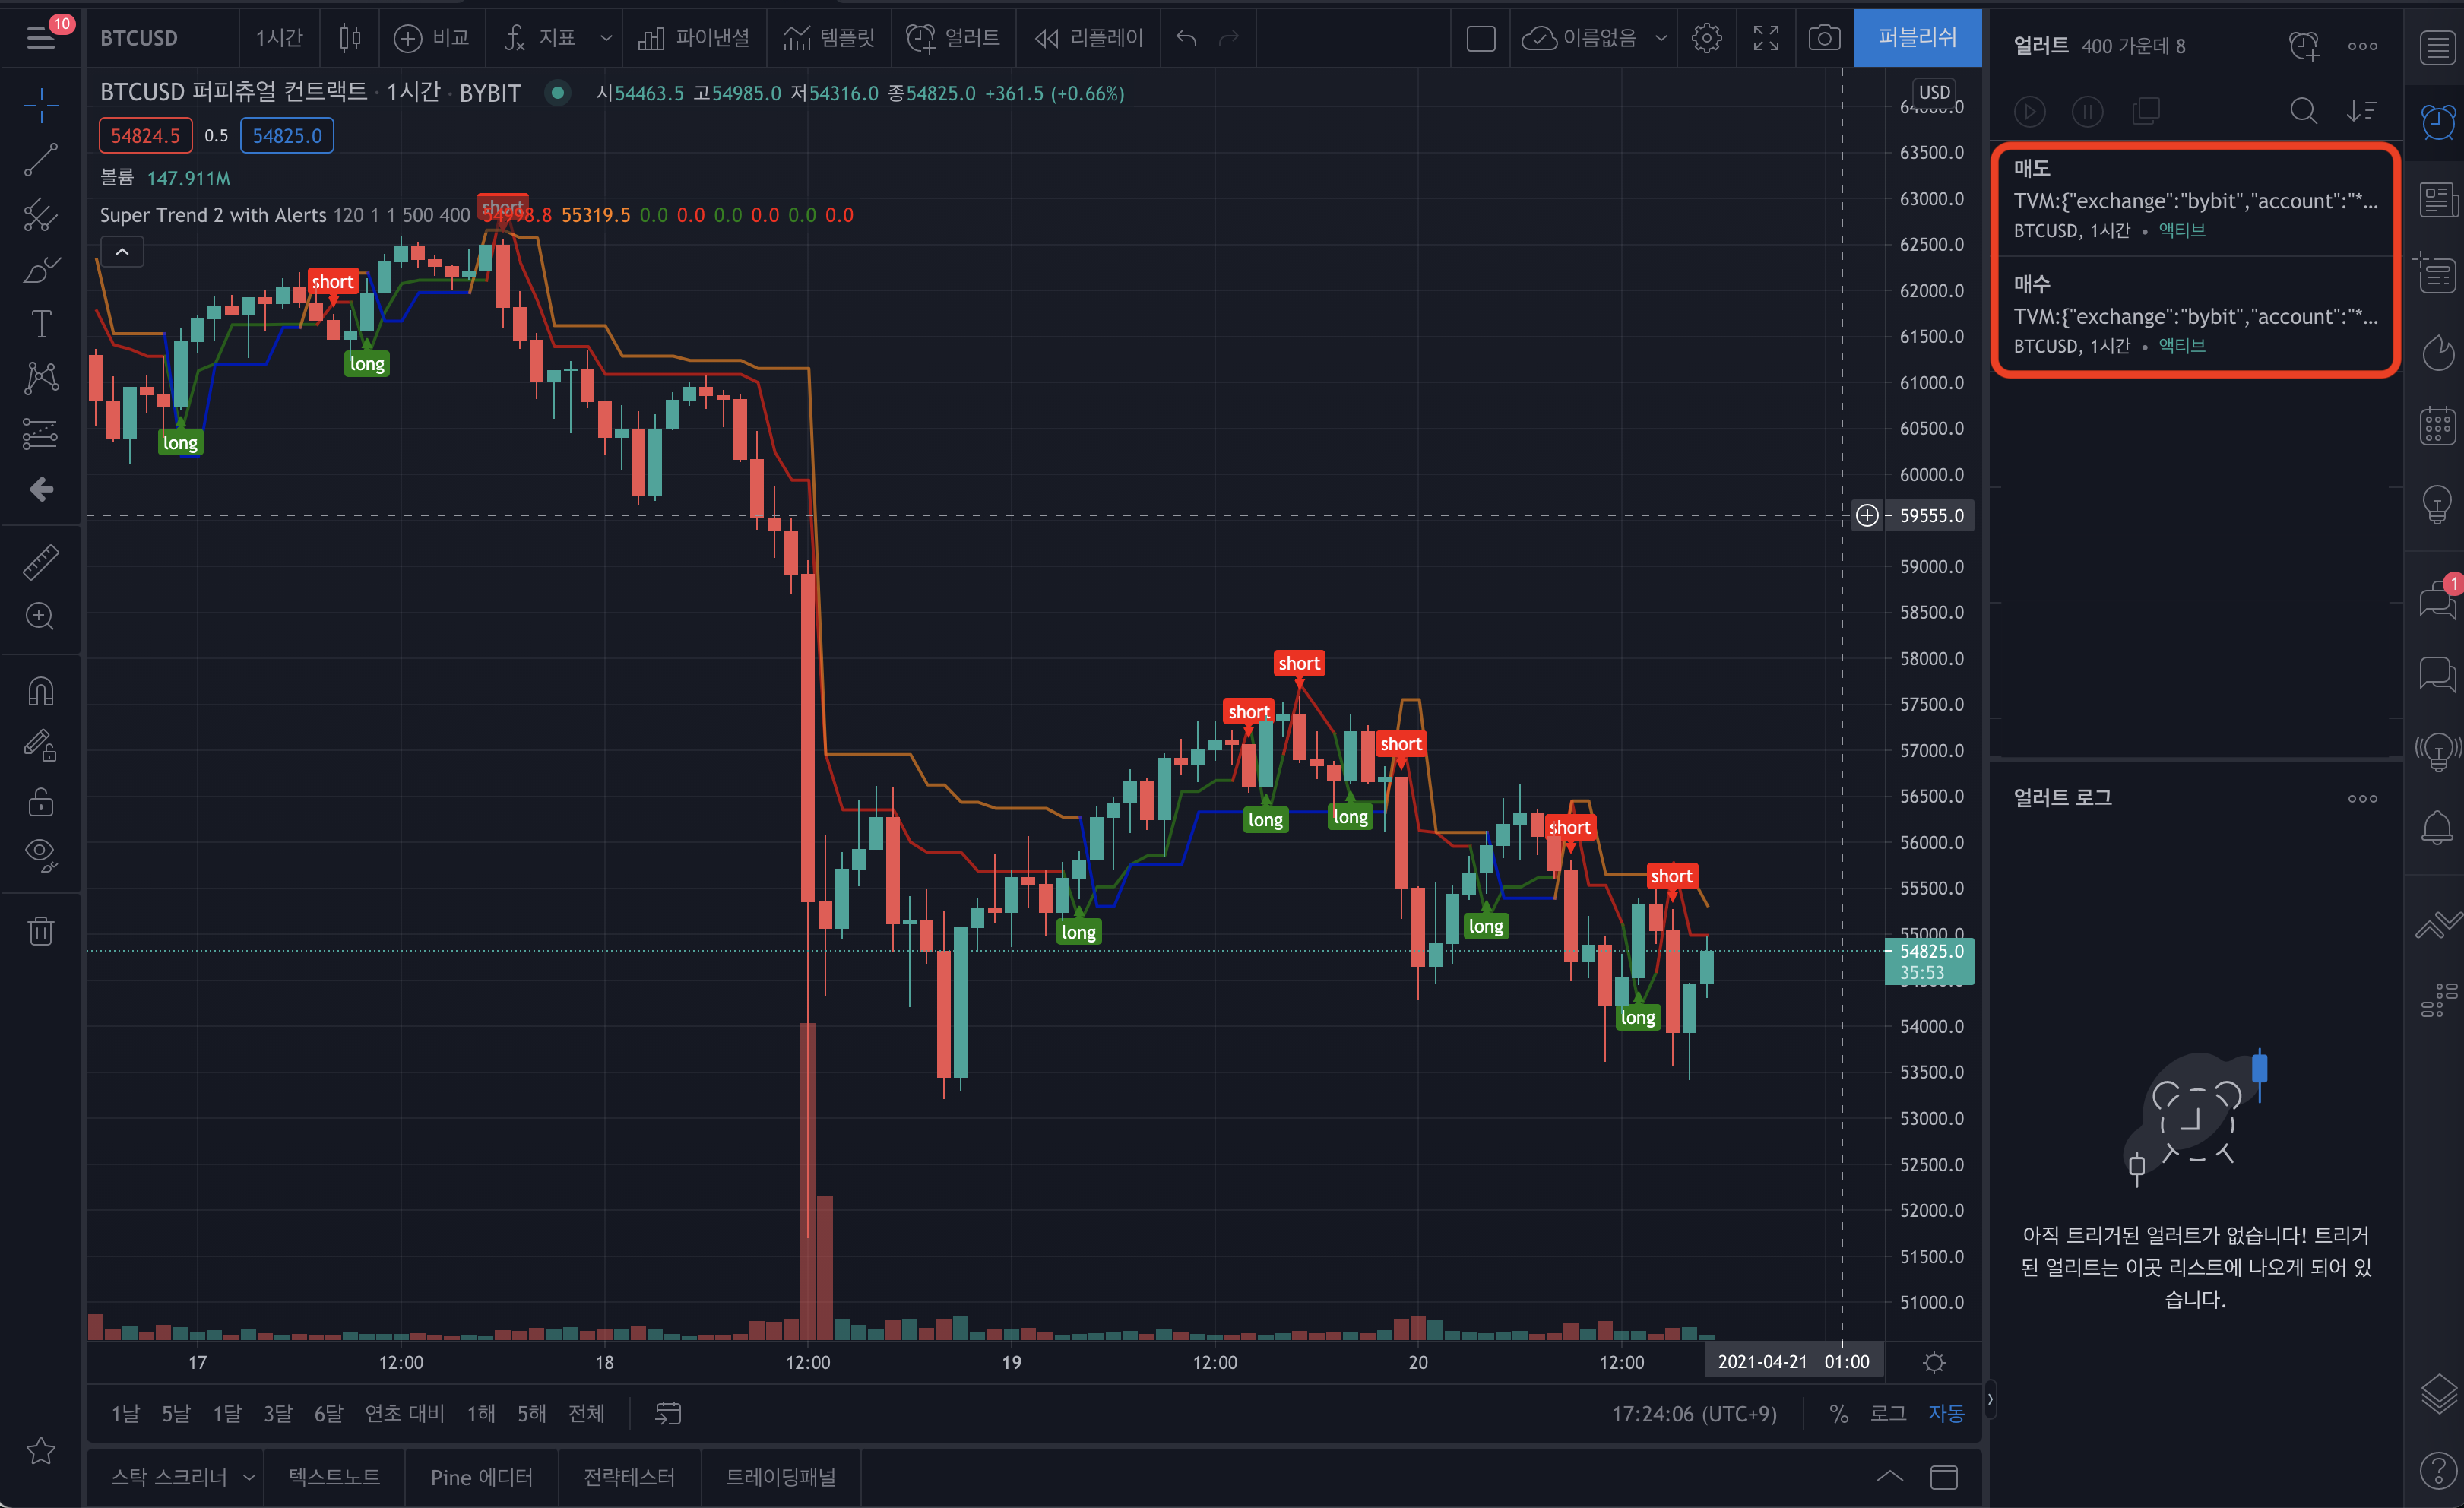 10
BTCUSD
1시간
비교
지표
파이낸셜
템플릿
얼러트
리플레이
이름없음
퍼블리쉬
BTCUSD 퍼피츄얼 컨트랙트 · 1시간 · BYBIT
시54463.5 고54985.0 저54316.0 종54825.0 +361.5 (+0.66%)
54824.5 0.5 54825.0
볼륨 147.911M
Super Trend 2 with Alerts 120 1 1 500 400 54998.8 55319.5 0.0 0.0 0.0 0.0 0.0 0.0
short
short
long
long
short
short
short
short
short
long
long
long
long
long
USD
63500.0
63000.0
62500.0
62000.0
61500.0
61000.0
60500.0
60000.0
59555.0
59000.0
58500.0
58000.0
57500.0
57000.0
56500.0
56000.0
55500.0
55000.0
54825.0
35:53
54000.0
53500.0
53000.0
52500.0
52000.0
51500.0
51000.0
17 12:00 18 12:00 19 12:00 20 12:00 2021-04-21 01:00
1날 5날 1달 3달 6달 연초 대비 1해 5해 전체
17:24:06 (UTC+9) % 로그 자동
스탁 스크리너 텍스트노트 Pine 에디터 전략테스터 트레이딩패널
얼러트 400 가운데 8
매도
TVM:{"exchange":"bybit","account":"*...
BTCUSD, 1시간 • 액티브
매수
TVM:{"exchange":"bybit","account":"*...
BTCUSD, 1시간 • 액티브
얼러트 로그
아직 트리거된 얼러트가 없습니다! 트리거
된 얼리트는 이곳 리스트에 나오게 되어 있
습니다.
1